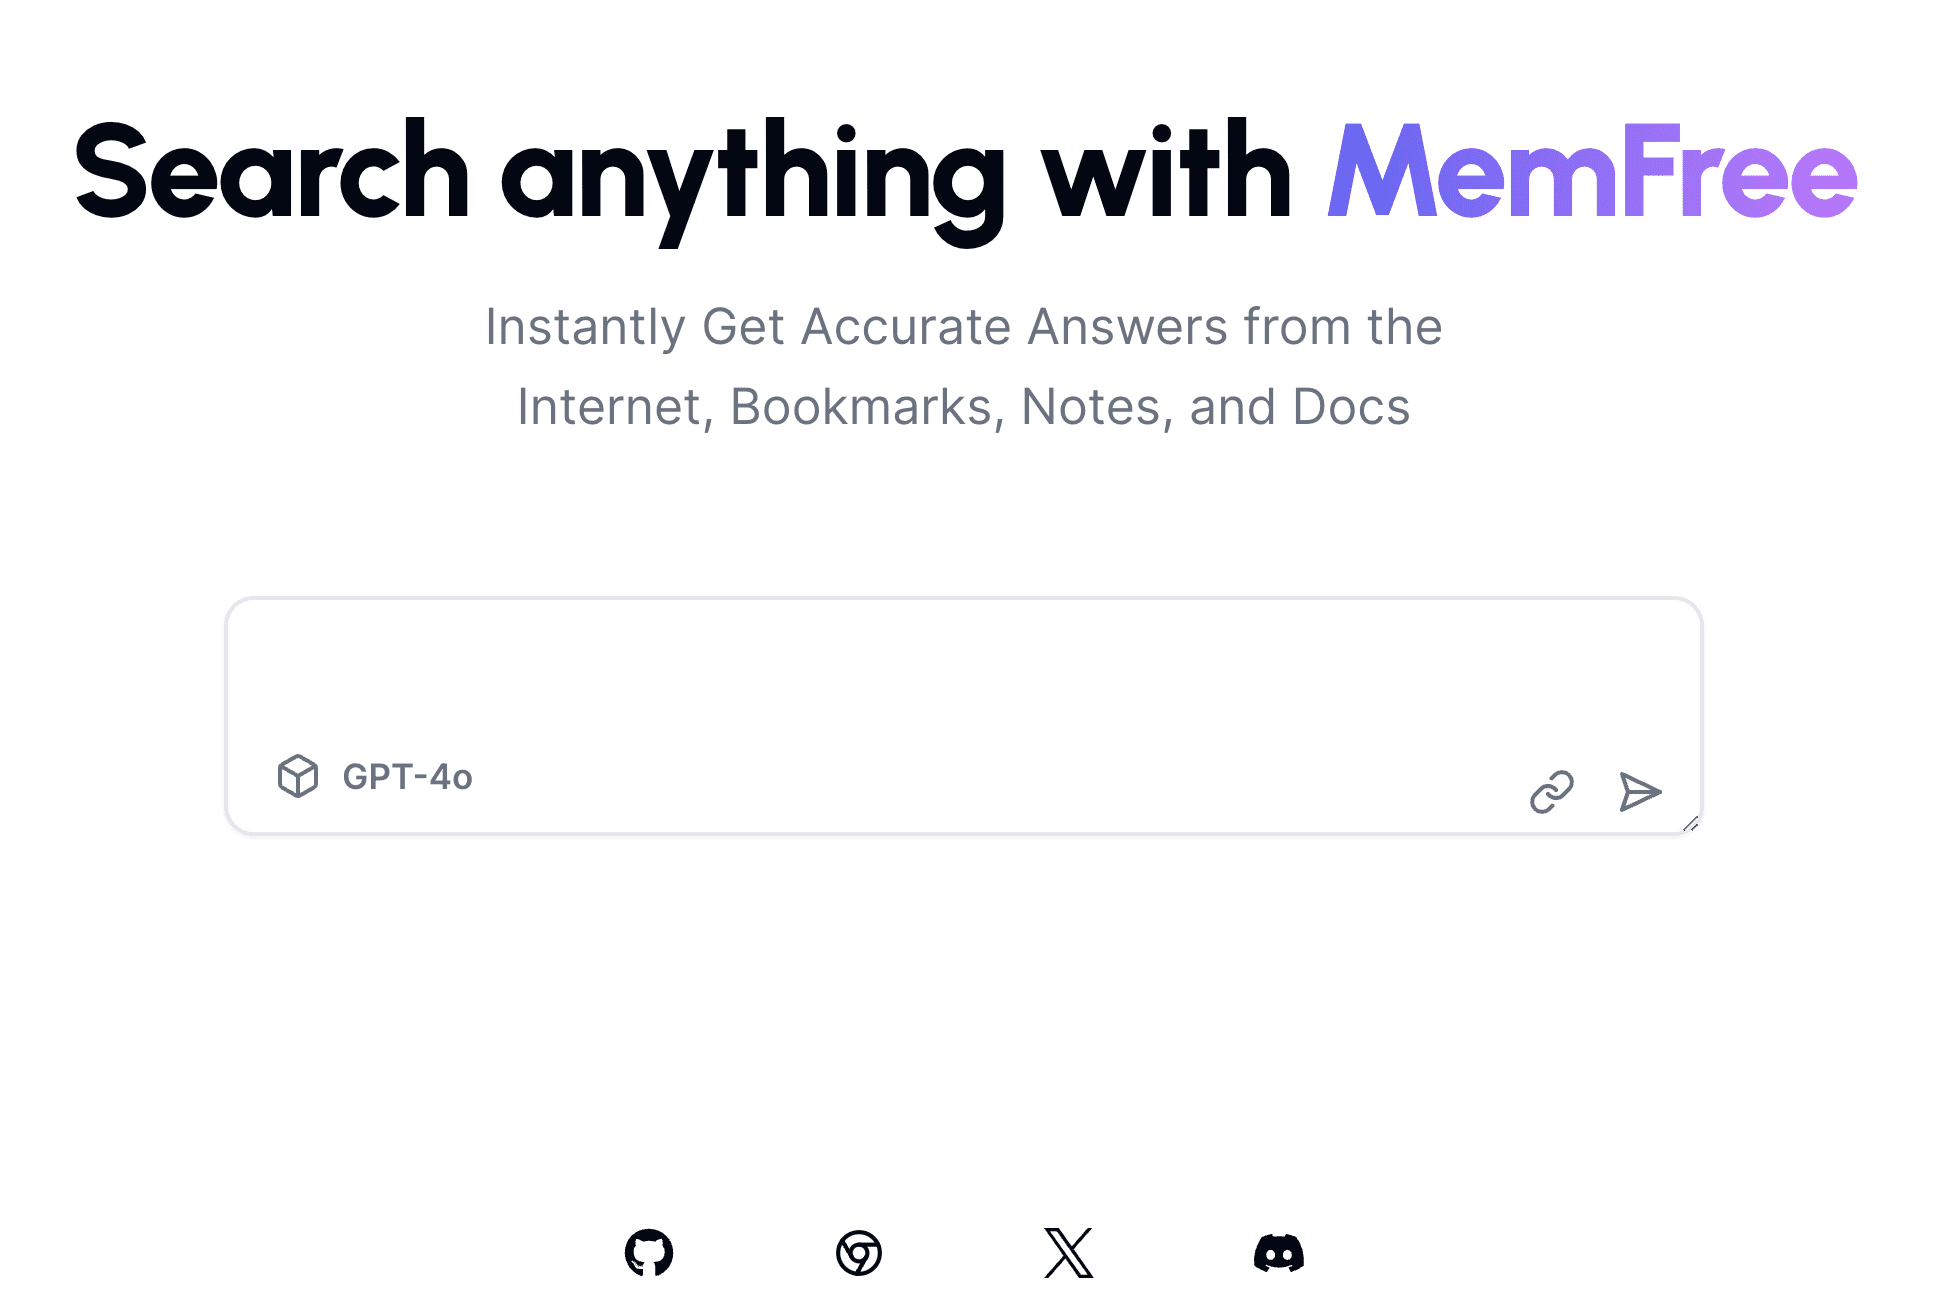 Search anything with MemFree
Instantly Get Accurate Answers from the
Internet, Bookmarks, Notes, and Docs
GPT-4o